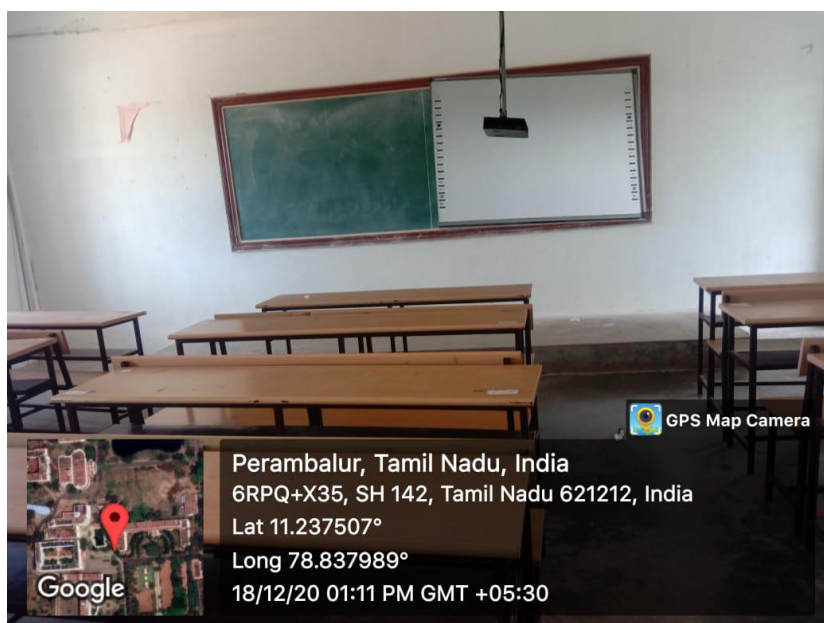 GPS Map Camera
Perambalur, Tamil Nadu, India
6RPQ+X35, SH 142, Tamil Nadu 621212, India
Lat 11.237507°
Long 78.837989°
18/12/20 01:11 PM GMT +05:30
Google